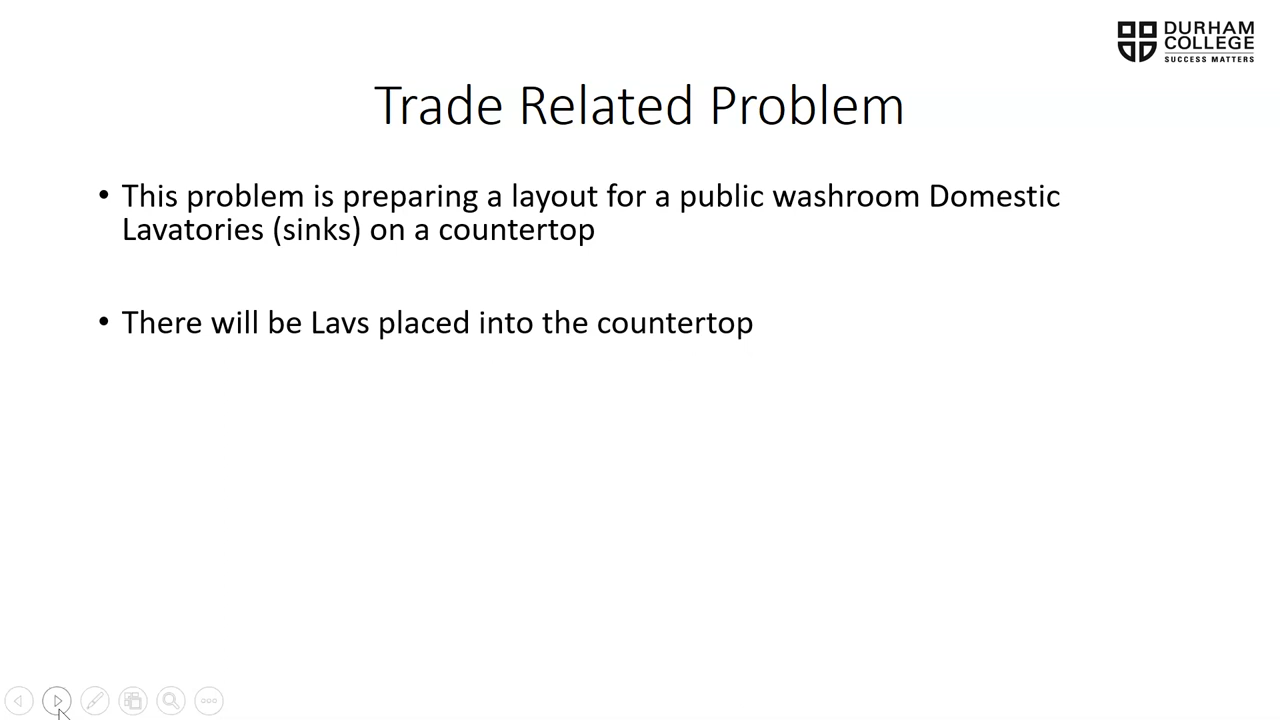 DURHAM
COLLEGE
SUCCESS MATTERS
Trade Related Problem
• This problem is preparing a layout for a public washroom Domestic
Lavatories (sinks) on a countertop
• There will be Lavs placed into the countertop